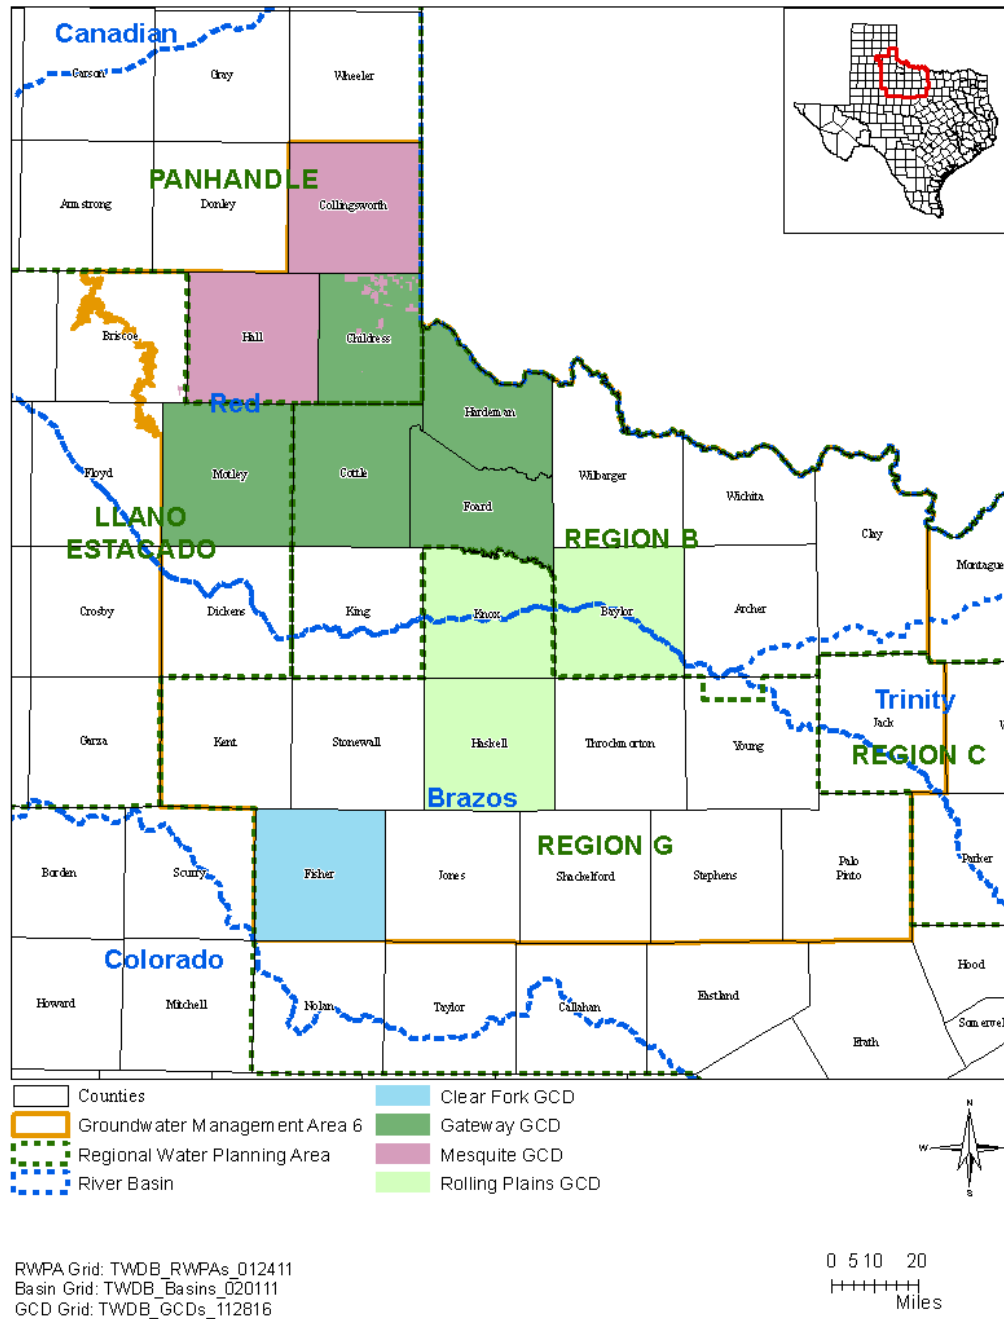 Canadian
Carson
Gray
Wheeler
PANHANDLE
Armstrong
Donley
Collingsworth
Briscoe
Hall
Childress
Red
Hardeman
Floyd
Motley
Cottle
Foard
Wilbarger
Wichita
Clay
Montague
LLANO
ESTACADO
REGION B
Crosby
Dickens
King
Knox
Baylor
Archer
Trinity
Garza
Kent
Stonewall
Haskell
Throckmorton
Young
Jack
W
REGION C
Brazos
REGION G
Borden
Scurry
Fisher
Jones
Shackelford
Stephens
Palo
Pinto
Parker
Colorado
Howard
Mitchell
Nolan
Taylor
Callahan
Eastland
Erath
Hood
Somervel
Counties
Groundwater Management Area 6
Regional Water Planning Area
River Basin
Clear Fork GCD
Gateway GCD
Mesquite GCD
Rolling Plains GCD
N
W
S
RWPA Grid: TWDB_RWPAs_012411
Basin Grid: TWDB_Basins_020111
GCD Grid: TWDB_GCDs_112816
0 5 10 20
Miles